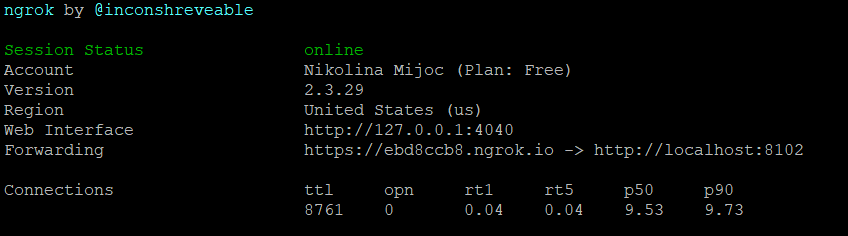 ngrok by @inconshreveable
Session Status online
Account Nikolina Mijoc (Plan: Free)
Version 2.3.29
Region United States (us)
Web Interface http://127.0.0.1:4040
Forwarding https://ebd8ccb8.ngrok.io -> http://localhost:8102
Connections ttl opn rt1 rt5 p50 p90
8761 0 0.04 0.04 9.53 9.73